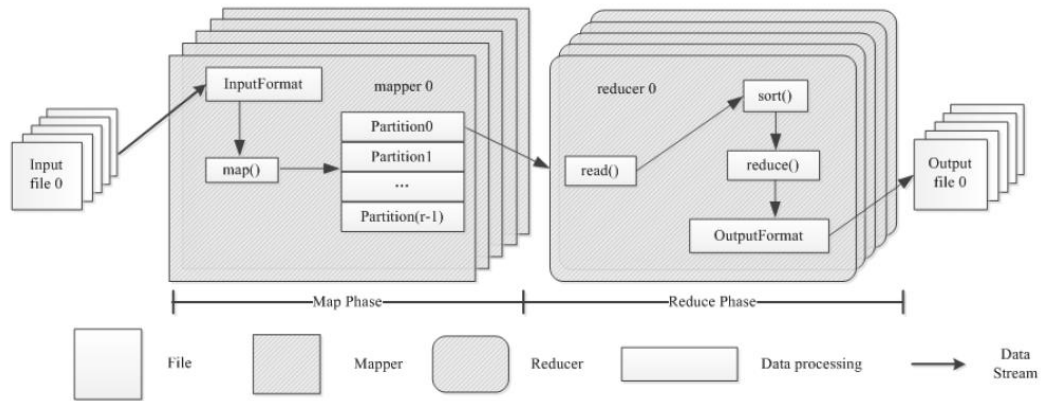 Input
file 0
InputFormat
map()
mapper 0
Partition0
Partition1
...
Partition(r-1)
reducer 0
read()
sort()
reduce()
OutputFormat
Output
file 0
Map Phase
Reduce Phase
File
Mapper
Reducer
Data processing
Data
Stream